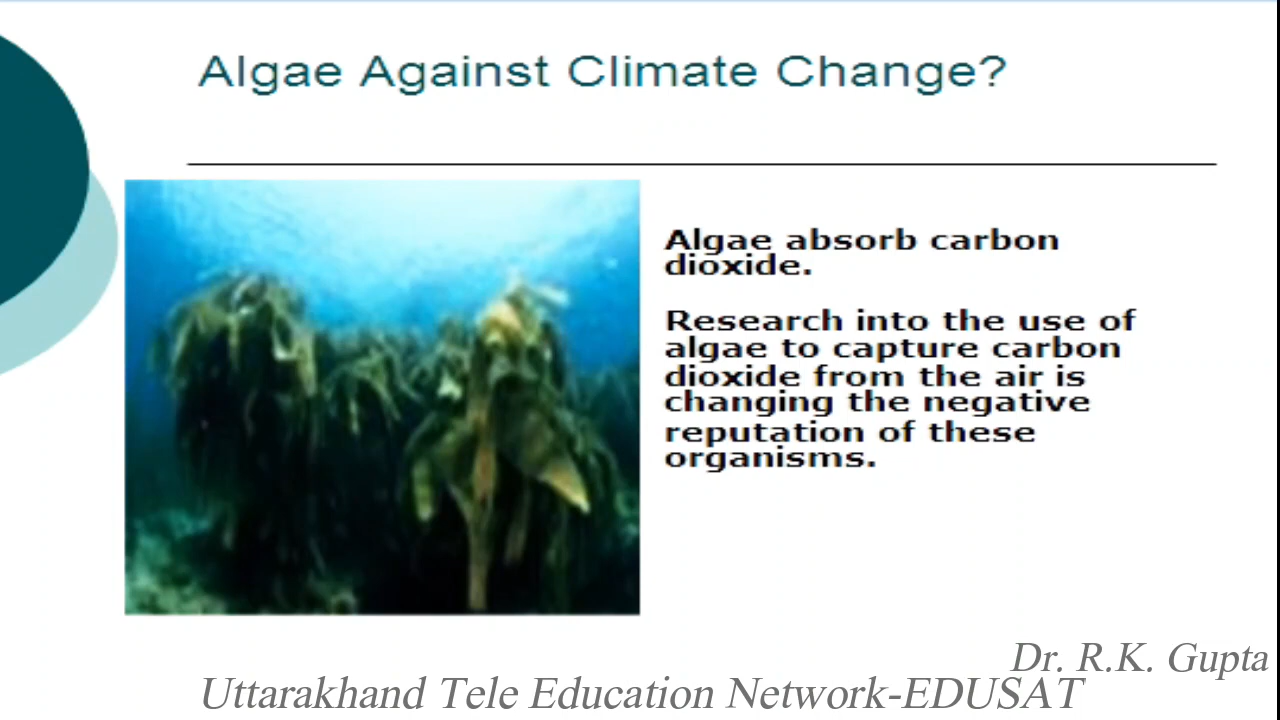 Algae Against Climate Change?
Algae absorb carbon
dioxide.
Research into the use of
algae to capture carbon
dioxide from the air is
changing the negative
reputation of these
organisms.
Dr. R.K. Gupta
Uttarakhand Tele Education Network-EDUSAT